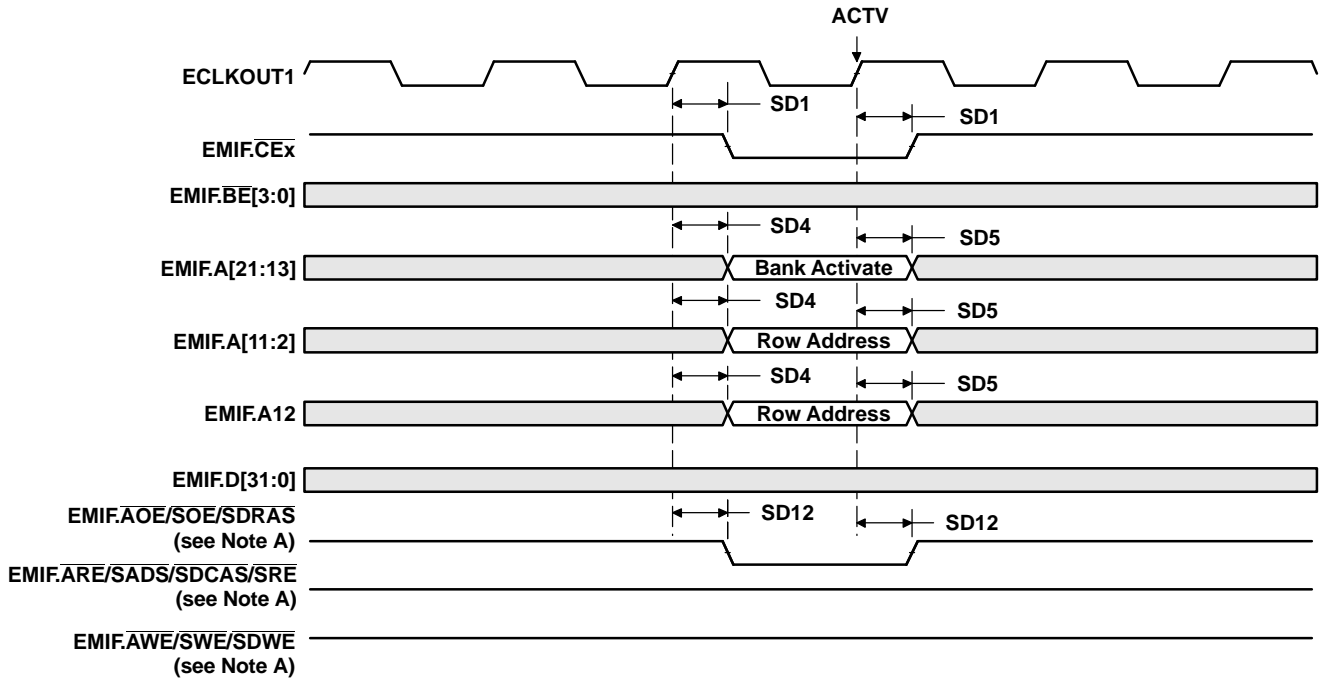 ACTV
ECLKOUT1
SD1
SD1
EMIF.CEx
EMIF.BE[3:0]
SD4
SD5
EMIF.A[21:13]
Bank Activate
SD4
SD5
EMIF.A[11:2]
Row Address
SD4
SD5
EMIF.A12
Row Address
EMIF.D[31:0]
EMIF.AOE/SOE/SDRAS
(see Note A)
SD12
SD12
EMIF.ARE/SADS/SDCAS/SRE
(see Note A)
EMIF.AWE/SWE/SDWE
(see Note A)